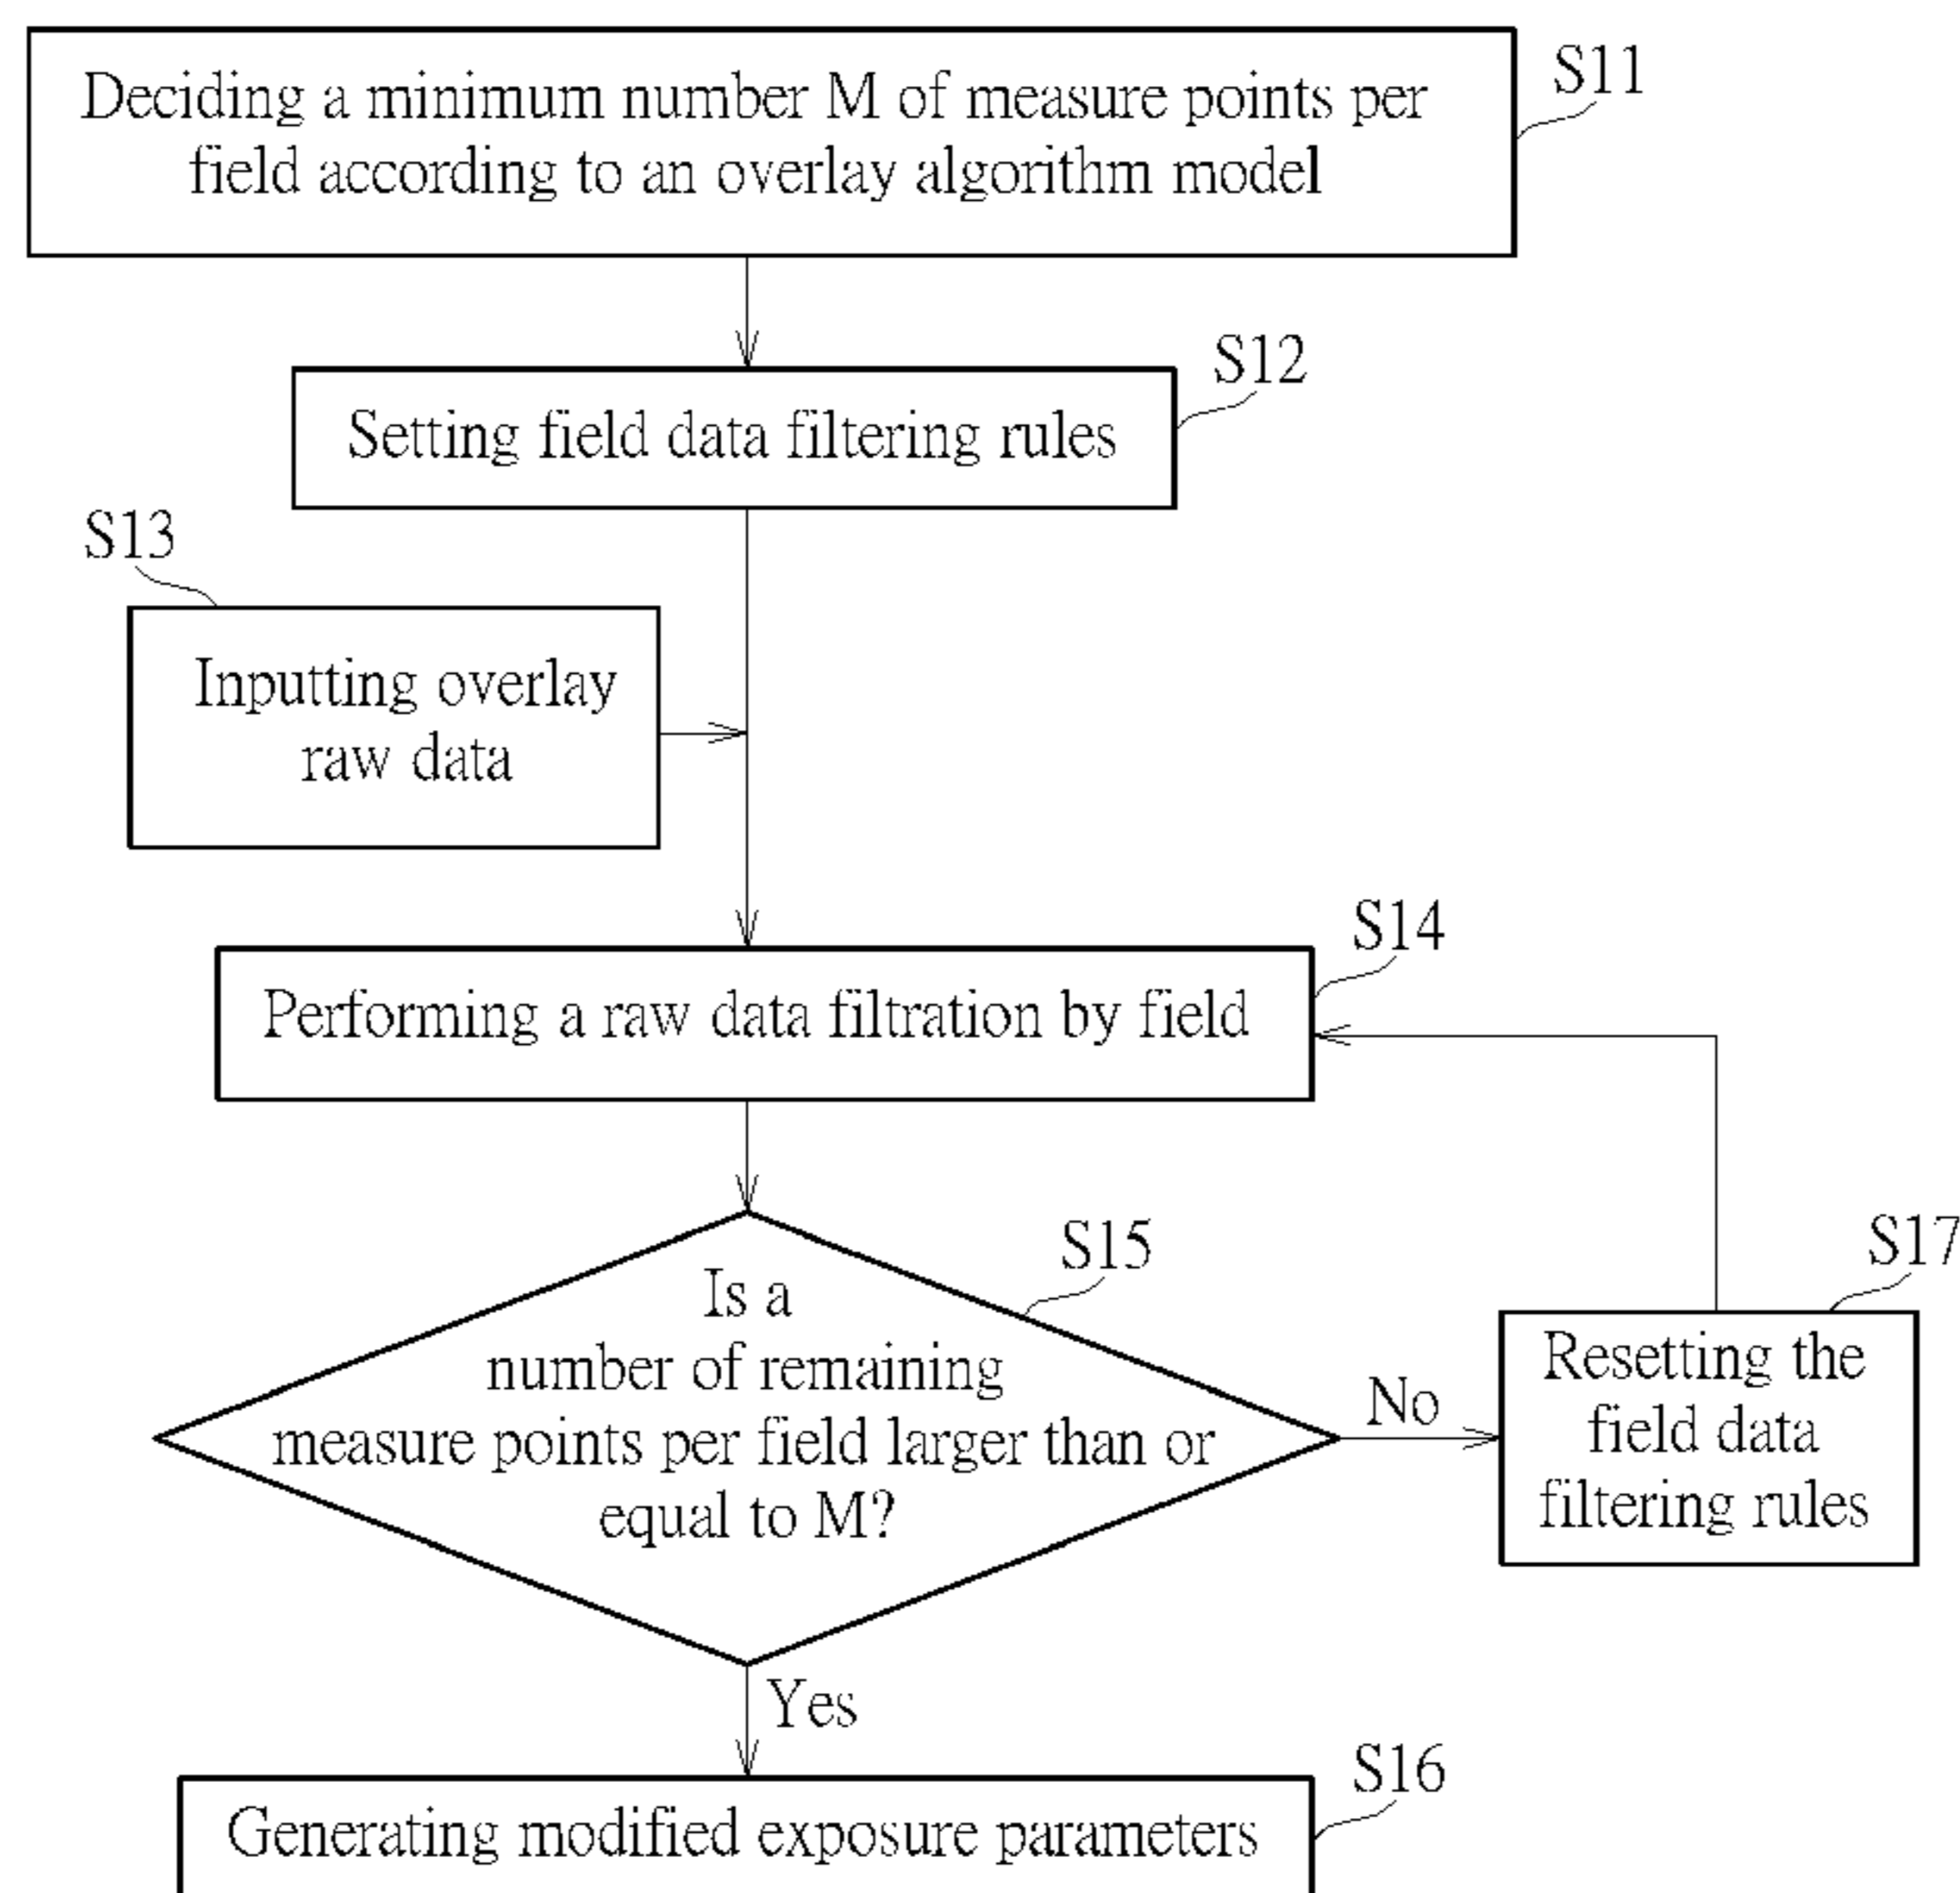 S11
Deciding a minimum number M of measure points per
field according to an overlay algorithm model
S12
Setting field data filtering rules
S13
Inputting overlay
raw data
S14
Performing a raw data filtration by field
S15
Is a
number of remaining
measure points per field larger than or
equal to M?
No
S17
Resetting the
field data
filtering rules
Yes
S16
Generating modified exposure parameters